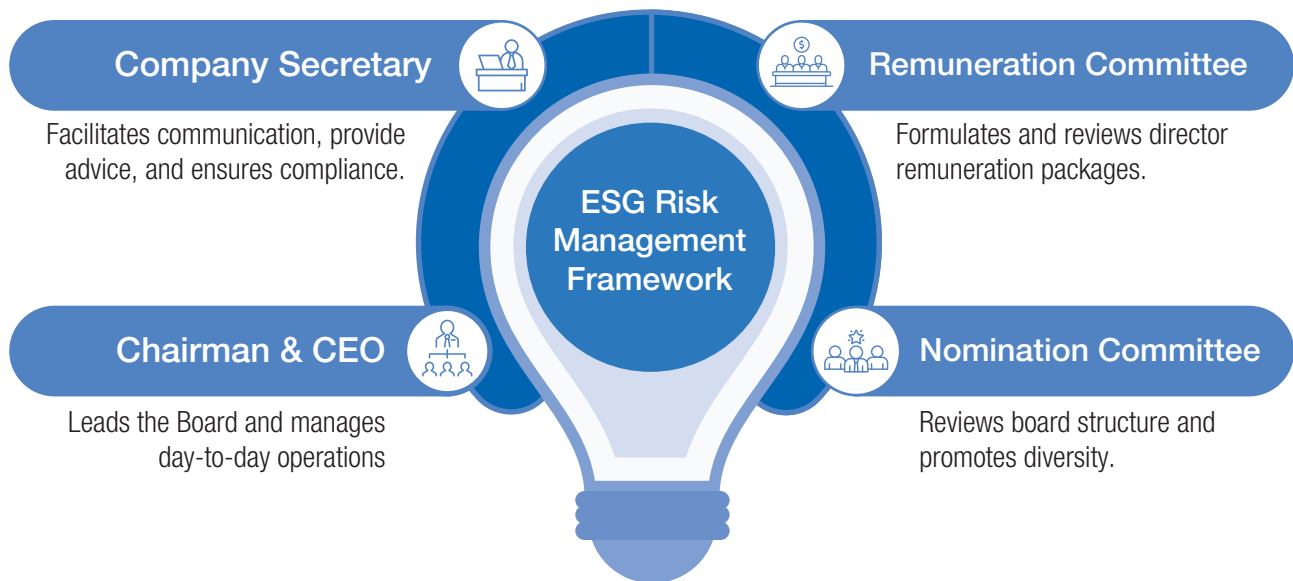 Company Secretary
Facilitates communication, provide
advice, and ensures compliance.
$
Remuneration Committee
Formulates and reviews director
remuneration packages.
ESG Risk
Management
Framework
Chairman & CEO
Leads the Board and manages
day-to-day operations
Nomination Committee
Reviews board structure and
promotes diversity.